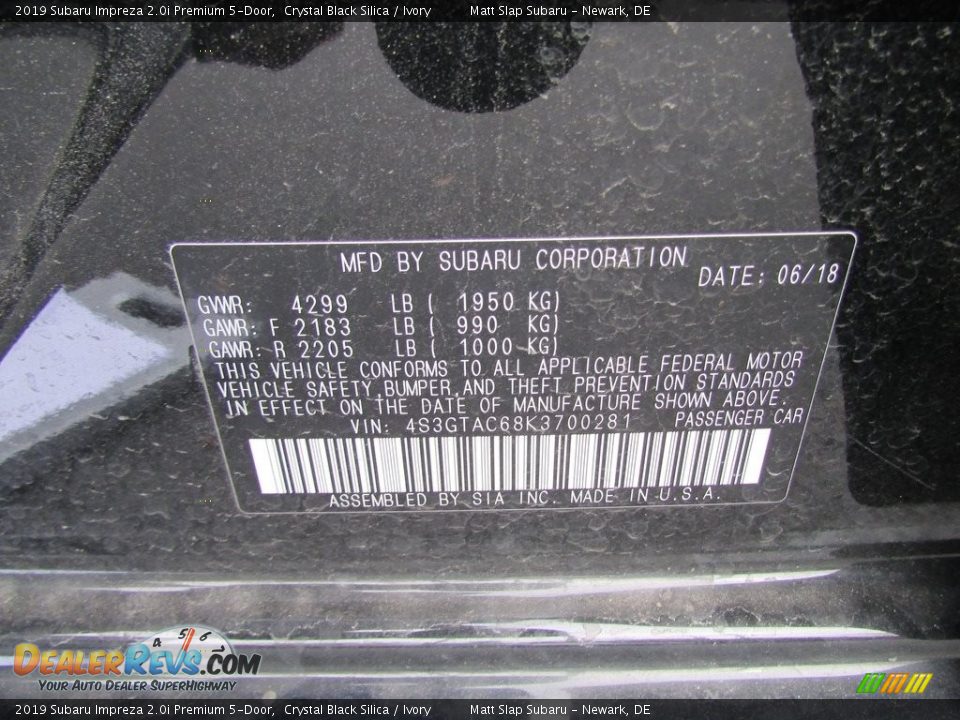 2019 Subaru Impreza 2.0i Premium 5-Door, Crystal Black Silica / Ivory Matt Slap Subaru - Newark, DE
MFD BY SUBARU CORPORATION
DATE: 06/18
GVWR: 4299 LB ( 1950 KG)
GAWR: F 2183 LB ( 990 KG)
GAWR: R 2205 LB ( 1000 KG)
THIS VEHICLE CONFORMS TO ALL APPLICABLE FEDERAL MOTOR
VEHICLE SAFETY,BUMPER,AND THEFT PREVENTION STANDARDS
IN EFFECT ON THE DATE OF MANUFACTURE SHOWN ABOVE.
VIN: 4S3GTAC68K3700281 PASSENGER CAR
ASSEMBLED BY SIA INC. MADE IN U.S.A.
4 5 6
DealerRevs.com
Your Auto Dealer SuperHighway
2019 Subaru Impreza 2.0i Premium 5-Door, Crystal Black Silica / Ivory Matt Slap Subaru - Newark, DE